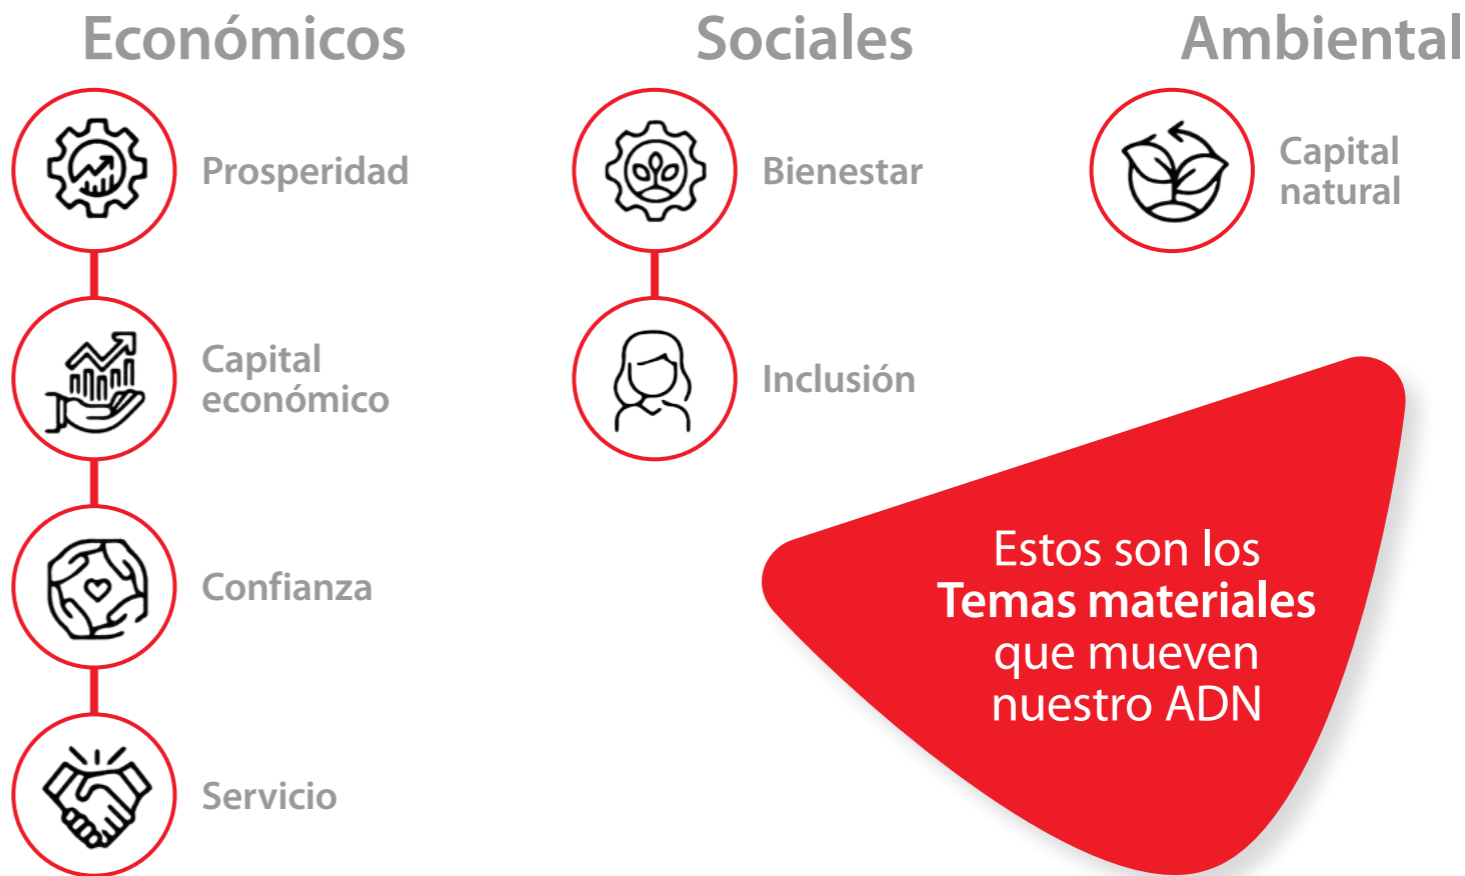 Económicos
Prosperidad
Capital
económico
Confianza
Servicio
Sociales
Bienestar
Inclusión
Ambiental
Capital
natural
Estos son los
Temas materiales
que mueven
nuestro ADN